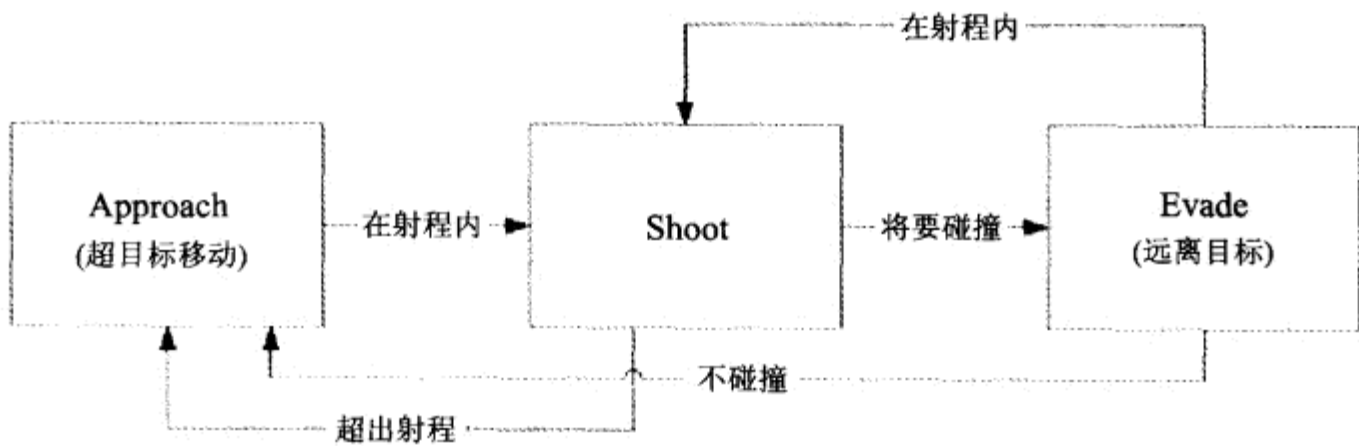 在射程内
Approach
(超目标移动)
在射程内
Shoot
将要碰撞
Evade
(远离目标)
不碰撞
超出射程